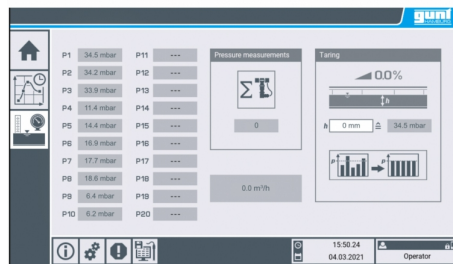 gunt
HAMBURG
P1 34.5 mbar P11 ---
P2 34.2 mbar P12 ---
P3 33.9 mbar P13 ---
P4 11.4 mbar P14 ---
P5 14.4 mbar P15 ---
P6 16.9 mbar P16 ---
P7 17.7 mbar P17 ---
P8 18.6 mbar P18 ---
P9 6.4 mbar P19 ---
P10 6.2 mbar P20 ---
Pressure measurements
Σ
0
0.0 m³/h
Taring
0.0%
h
h 0 mm ≙ 34.5 mbar
P P
15:50.24
04.03.2021
Operator